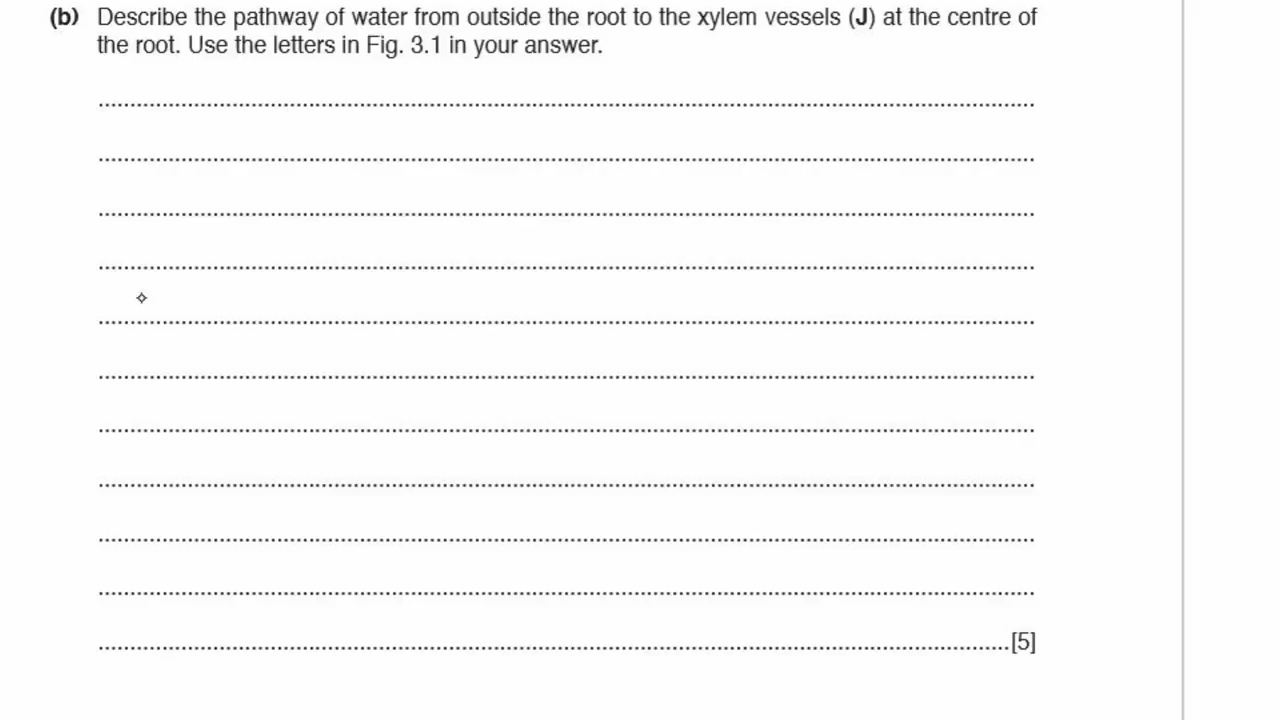 (b) Describe the pathway of water from outside the root to the xylem vessels (J) at the centre of
the root. Use the letters in Fig. 3.1 in your answer.
[5]